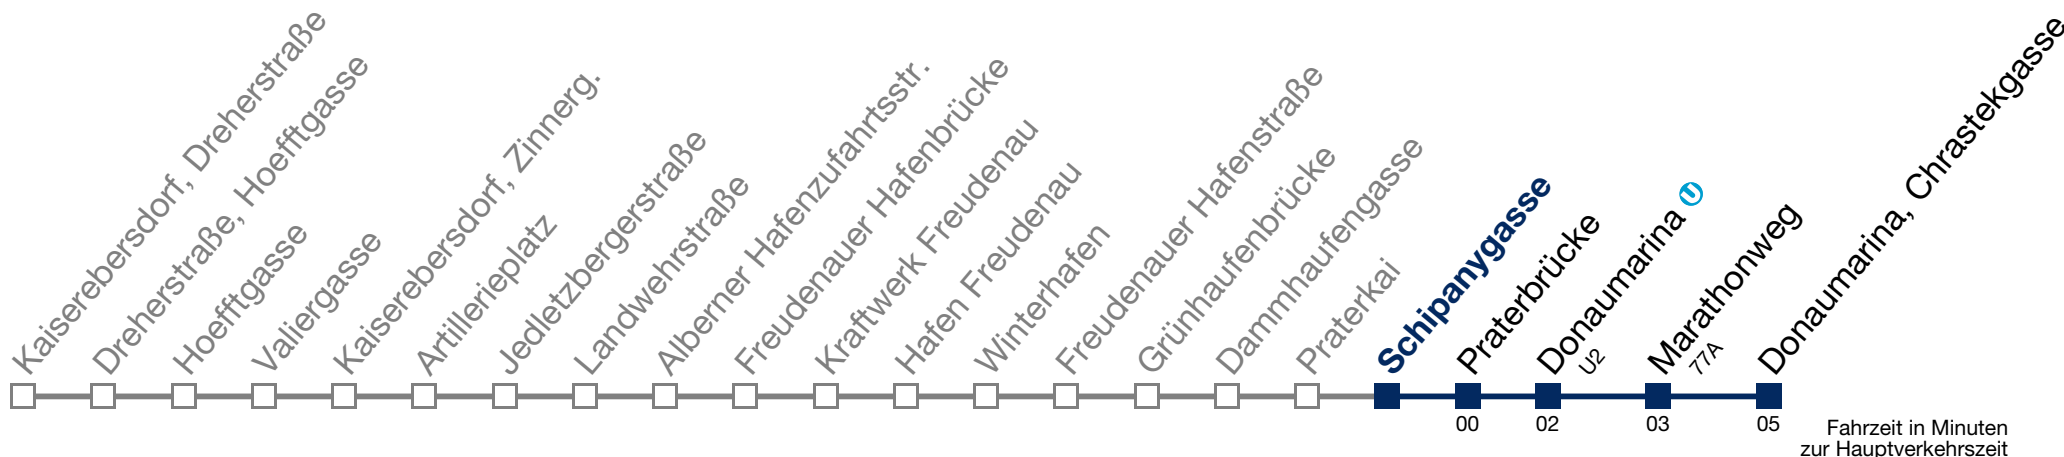 Kaiserebersdorf, Dreherstraße
Dreherstraße, Hoefftgasse
Hoefftgasse
Valiergasse
Kaiserebersdorf, Zinnerg.
Artillerieplatz
Jedletzbergerstraße
Landwehrstraße
Alberner Hafenzufahrtsstr.
Freudenauer Hafenbrücke
Kraftwerk Freudenau
Hafen Freudenau
Winterhafen
Freudenauer Hafenstraße
Grünhaufenbrücke
Dammhaufengasse
Praterkai
Schipanygasse
Praterbrücke
Donaumarina U
U2
Marathonweg
77A
Donaumarina, Chrastekgasse
00 02 03 05
Fahrzeit in Minuten
zur Hauptverkehrszeit